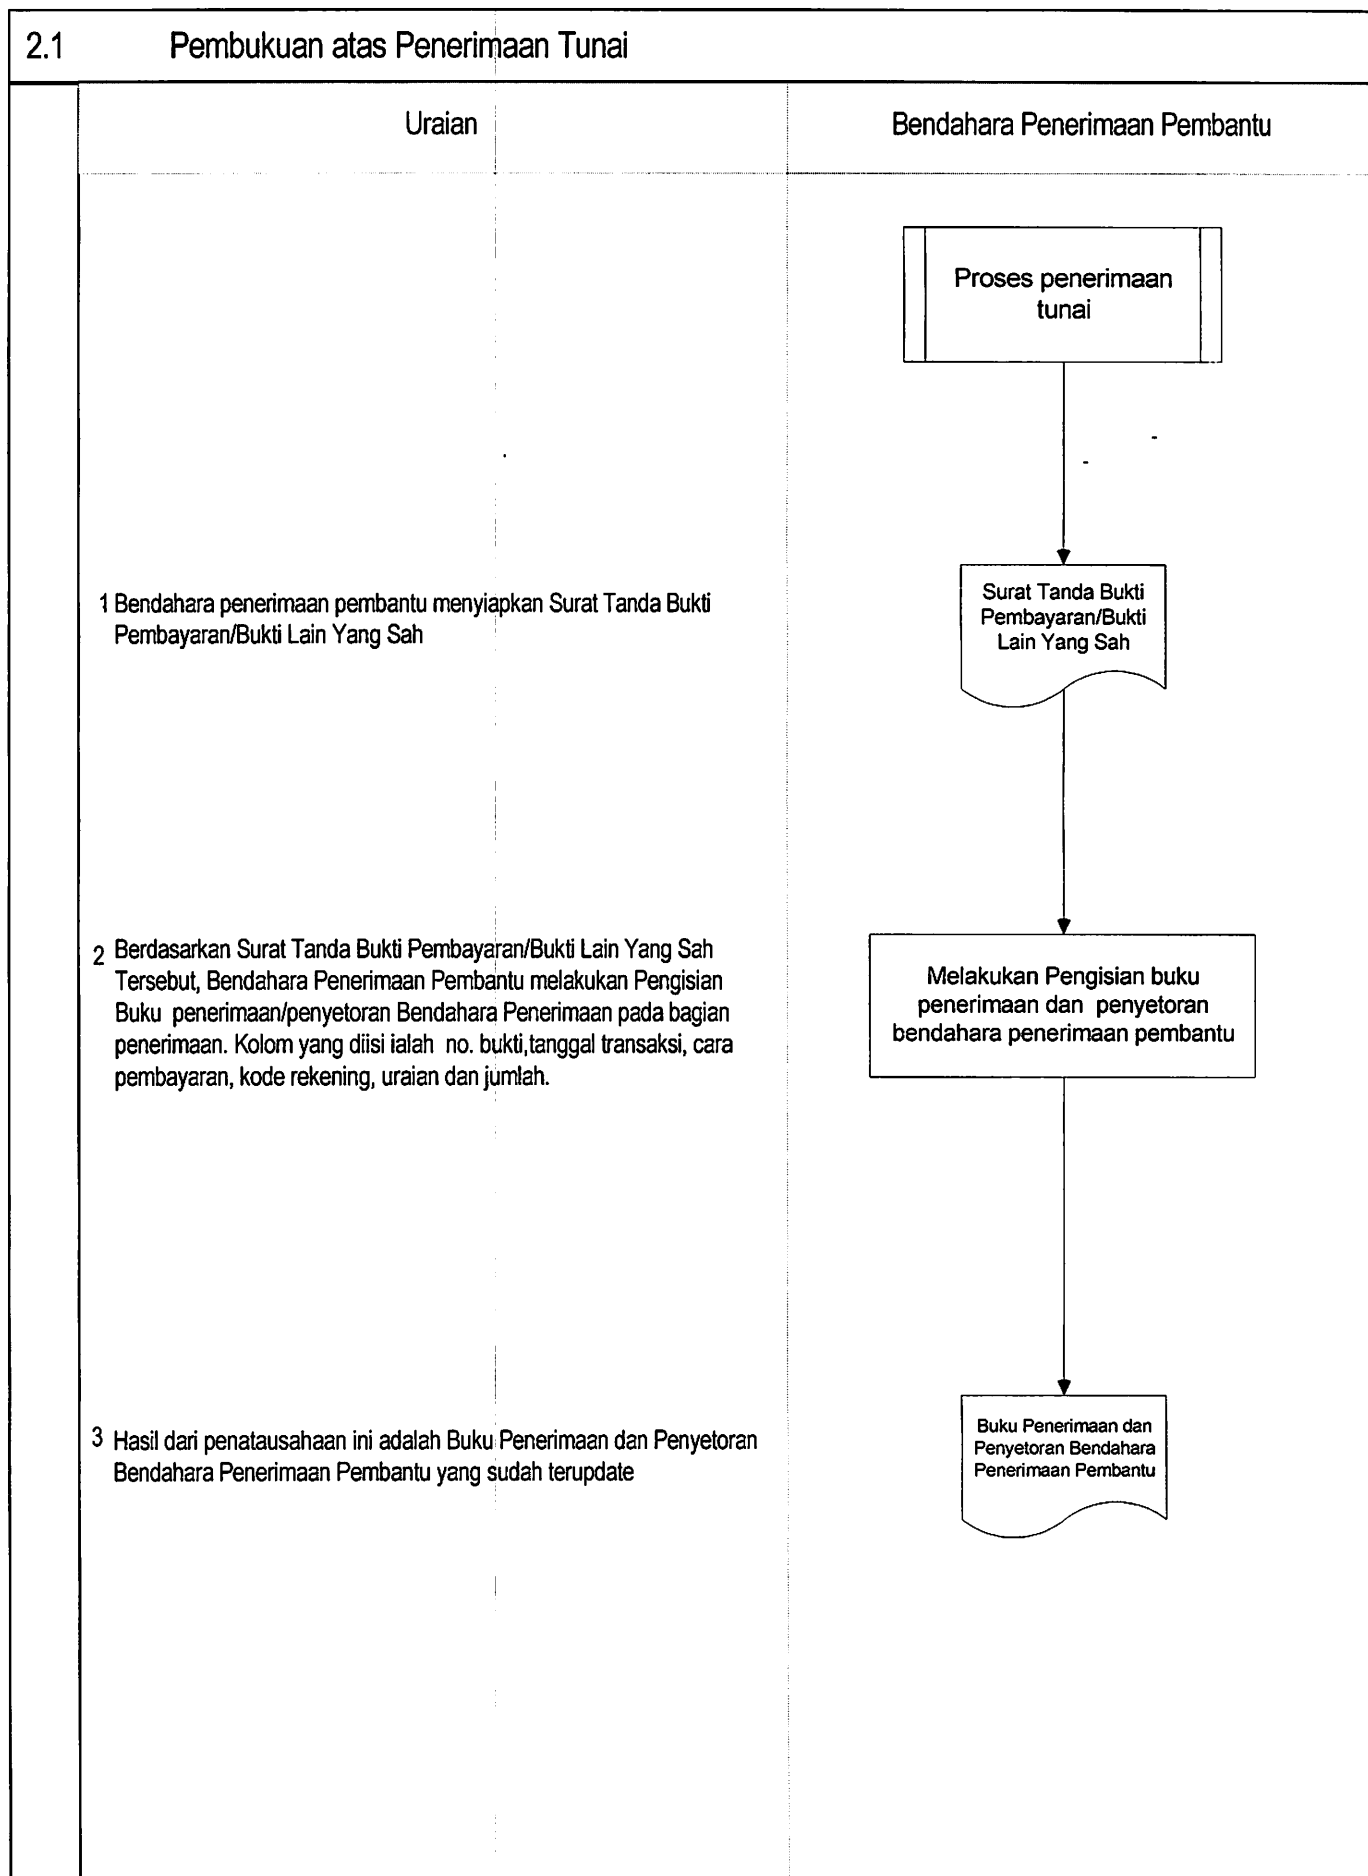 2.1 Pembukuan atas Penerimaan Tunai
Uraian
Bendahara Penerimaan Pembantu
Proses penerimaan
tunai
1 Bendahara penerimaan pembantu menyiapkan Surat Tanda Bukti
Pembayaran/Bukti Lain Yang Sah
Surat Tanda Bukti
Pembayaran/Bukti
Lain Yang Sah
2 Berdasarkan Surat Tanda Bukti Pembayaran/Bukti Lain Yang Sah
Tersebut, Bendahara Penerimaan Pembantu melakukan Pengisian
Buku penerimaan/penyetoran Bendahara Penerimaan pada bagian
penerimaan. Kolom yang diisi ialah no. bukti,tanggal transaksi, cara
pembayaran, kode rekening, uraian dan jumlah.
Melakukan Pengisian buku
penerimaan dan penyetoran
bendahara penerimaan pembantu
3 Hasil dari penatausahaan ini adalah Buku Penerimaan dan Penyetoran
Bendahara Penerimaan Pembantu yang sudah terupdate
Buku Penerimaan dan
Penyetoran Bendahara
Penerimaan Pembantu